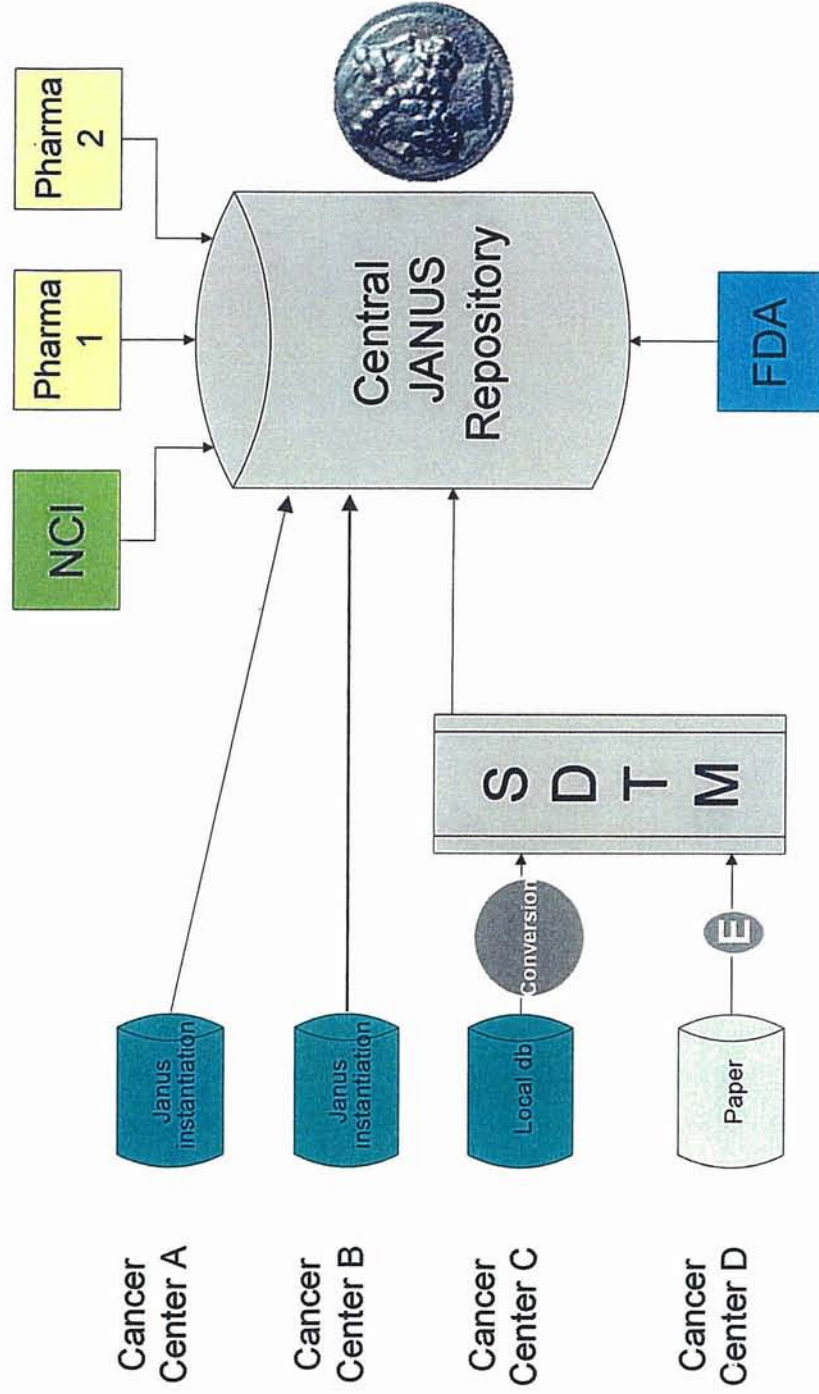 Cancer
Center A
Janus
instantiation
Cancer
Center B
Janus
instantiation
Cancer
Center C
Local db
Conversion
Cancer
Center D
Paper
E
S
D
T
M
NCI
Pharma
1
Pharma
2
Central
JANUS
Repository
FDA